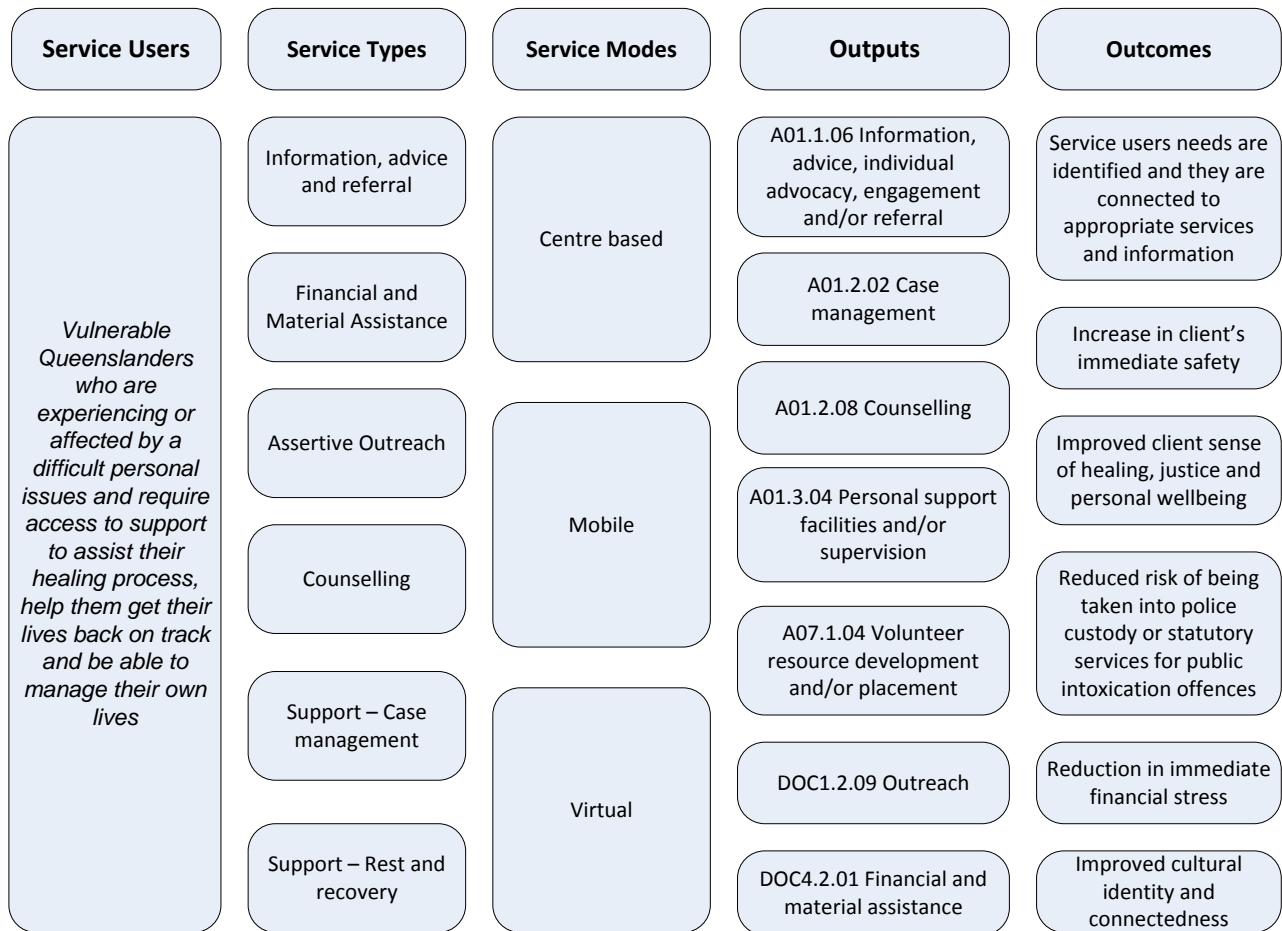 Service Users
Service Types
Service Modes
Outputs
Outcomes
Vulnerable
Queenslanders
who are
experiencing or
affected by a
difficult personal
issues and require
access to support
to assist their
healing process,
help them get their
lives back on track
and be able to
manage their own
lives
Information, advice
and referral
Financial and
Material Assistance
Assertive Outreach
Counselling
Support – Case
management
Support – Rest and
recovery
Centre based
Mobile
Virtual
A01.1.06 Information,
advice, individual
advocacy, engagement
and/or referral
A01.2.02 Case
management
A01.2.08 Counselling
A01.3.04 Personal support
facilities and/or
supervision
A07.1.04 Volunteer
resource development
and/or placement
DOC1.2.09 Outreach
DOC4.2.01 Financial and
material assistance
Service users needs are
identified and they are
connected to
appropriate services
and information
Increase in client's
immediate safety
Improved client sense
of healing, justice and
personal wellbeing
Reduced risk of being
taken into police
custody or statutory
services for public
intoxication offences
Reduction in immediate
financial stress
Improved cultural
identity and
connectedness